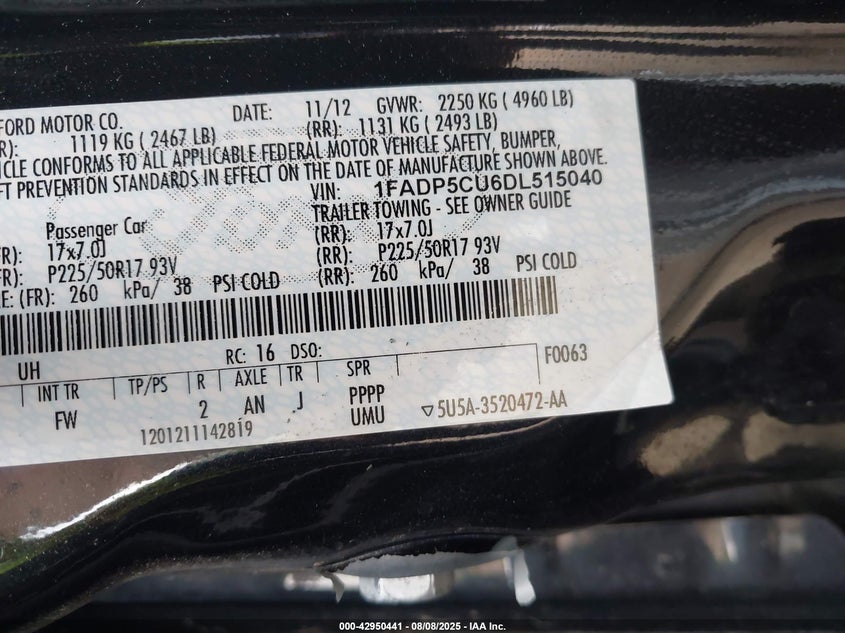 FORD MOTOR CO. DATE: 11/12 GVWR: 2250 KG ( 4960 LB)
R): 1119 KG ( 2467 LB) (RR): 1131 KG ( 2493 LB)
ICLE CONFORMS TO ALL APPLICABLE FEDERAL MOTOR VEHICLE SAFETY, BUMPER,
FT PREVENTION STANDARDS IN EFFECT ON THE DATE OF MANUFACTURE SHOWN ABOVE.
VIN: 1FADP5CU6DL515040
Passenger Car TRAILER TOWING - SEE OWNER GUIDE
FR): 17x7.0J (RR): 17x7.0J
FR): P225/50R17 93V (RR): P225/50R17 93V
E: (FR): 260 kPa/ 38 PSI COLD (RR): 260 kPa/ 38 PSI COLD
UH RC: 16 DSO: F0063
INT TR TP/PS R AXLE TR SPR
FW 2 AN J PPPP
UMU ▽5U5A-3520472-AA
1201211142819
000-42950441 - 08/08/2025 - IAA Inc.